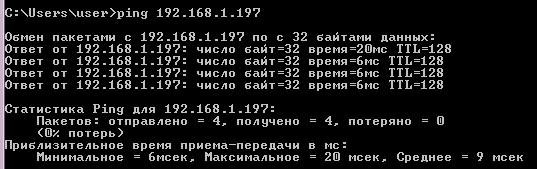 C:\Users\user>ping 192.168.1.197
Обмен пакетами с 192.168.1.197 по с 32 байтами данных:
Ответ от 192.168.1.197: число байт=32 время=20мс TTL=128
Ответ от 192.168.1.197: число байт=32 время=6мс TTL=128
Ответ от 192.168.1.197: число байт=32 время=6мс TTL=128
Ответ от 192.168.1.197: число байт=32 время=6мс TTL=128
Статистика Ping для 192.168.1.197:
Пакетов: отправлено = 4, получено = 4, потеряно = 0
(0% потерь)
Приблизительное время приема-передачи в мс:
Минимальное = 6мсек, Максимальное = 20 мсек, Среднее = 9 мсек